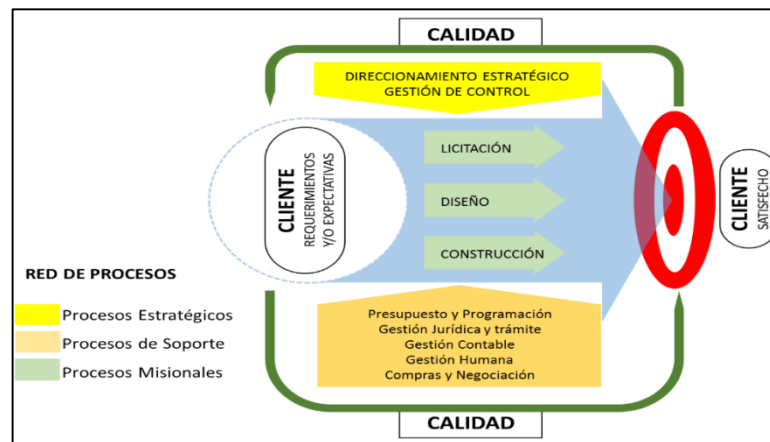 CALIDAD
DIRECCIONAMIENTO ESTRATÉGICO
GESTIÓN DE CONTROL
CLIENTE
REQUERIMIENTOS
Y/O EXPECTATIVAS
LICITACIÓN
DISEÑO
CONSTRUCCIÓN
CLIENTE
SATISFECHO
RED DE PROCESOS
Procesos Estratégicos
Procesos de Soporte
Procesos Misionales
Presupuesto y Programación
Gestión Jurídica y trámite
Gestión Contable
Gestión Humana
Compras y Negociación
CALIDAD